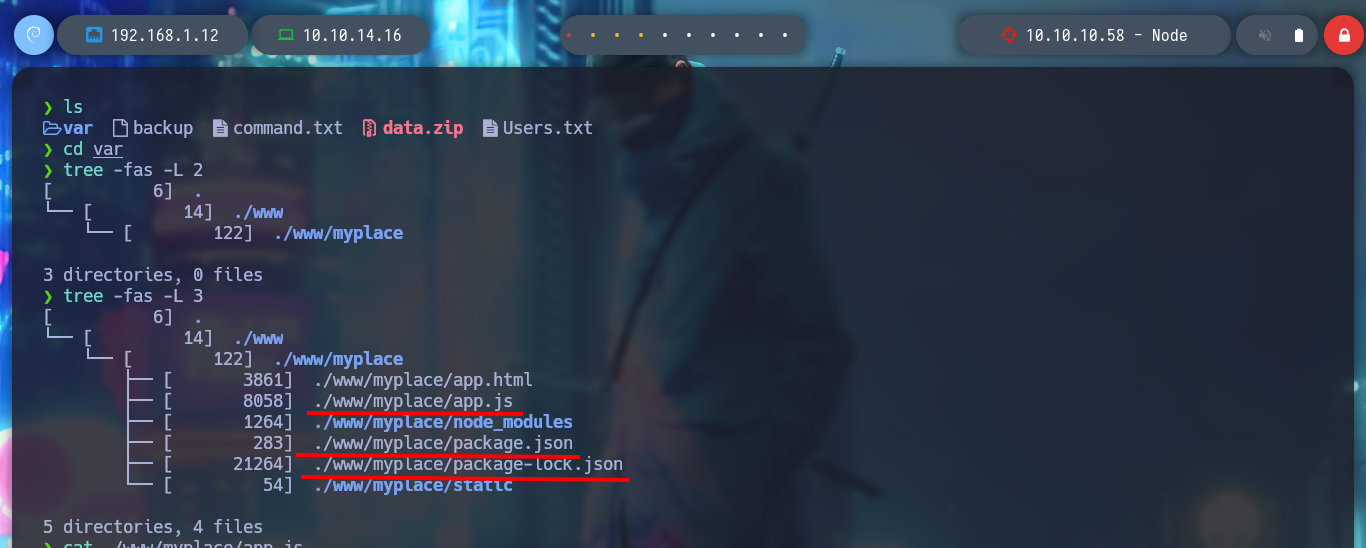 192.168.1.12 10.10.14.16 10.10.10.58 - Node
❯ ls
var backup command.txt data.zip Users.txt
❯ cd var
❯ tree -fas -L 2
[          6]  .
└── [         14]  ./www
    └── [        122]  ./www/myplace
3 directories, 0 files
❯ tree -fas -L 3
[          6]  .
└── [         14]  ./www
    └── [        122]  ./www/myplace
        ├── [       3861]  ./www/myplace/app.html
        ├── [       8058]  ./www/myplace/app.js
        ├── [       1264]  ./www/myplace/node_modules
        ├── [        283]  ./www/myplace/package.json
        ├── [      21264]  ./www/myplace/package-lock.json
        └── [         54]  ./www/myplace/static
5 directories, 4 files
❯ cat ./www/myplace/app.js